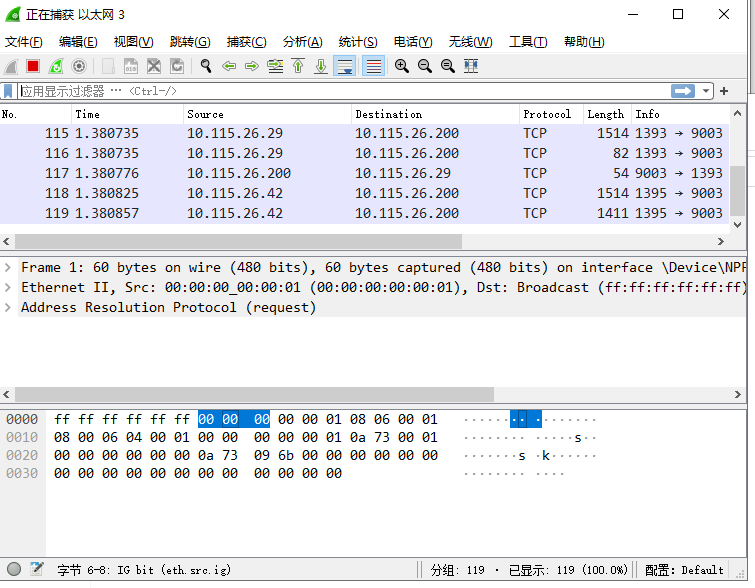 正在捕获 以太网 3
文件(F) 编辑(E) 视图(V) 跳转(G) 捕获(C) 分析(A) 统计(S) 电话(Y) 无线(W) 工具(T) 帮助(H)
应用显示过滤器 … <Ctrl-/>
No. Time Source Destination Protocol Length Info
115 1.380735 10.115.26.29 10.115.26.200 TCP 1514 1393 → 9003
116 1.380735 10.115.26.29 10.115.26.200 TCP 82 1393 → 9003
117 1.380776 10.115.26.200 10.115.26.29 TCP 54 9003 → 1393
118 1.380825 10.115.26.42 10.115.26.200 TCP 1514 1395 → 9003
119 1.380857 10.115.26.42 10.115.26.200 TCP 1411 1395 → 9003
Frame 1: 60 bytes on wire (480 bits), 60 bytes captured (480 bits) on interface \Device\NPF
Ethernet II, Src: 00:00:00_00:00:01 (00:00:00:00:00:01), Dst: Broadcast (ff:ff:ff:ff:ff:ff)
Address Resolution Protocol (request)
0000 ff ff ff ff ff ff 00 00 00 00 00 01 08 06 00 01 ········ ········
0010 08 00 06 04 00 01 00 00 00 00 00 01 0a 73 00 01 ········ ·····s··
0020 00 00 00 00 00 00 0a 73 09 6b 00 00 00 00 00 00 ·······s ·k······
0030 00 00 00 00 00 00 00 00 00 00 00 00 ········ ····
字节 6-8: IG bit (eth.src.ig) 分组: 119 · 已显示: 119 (100.0%) 配置: Default